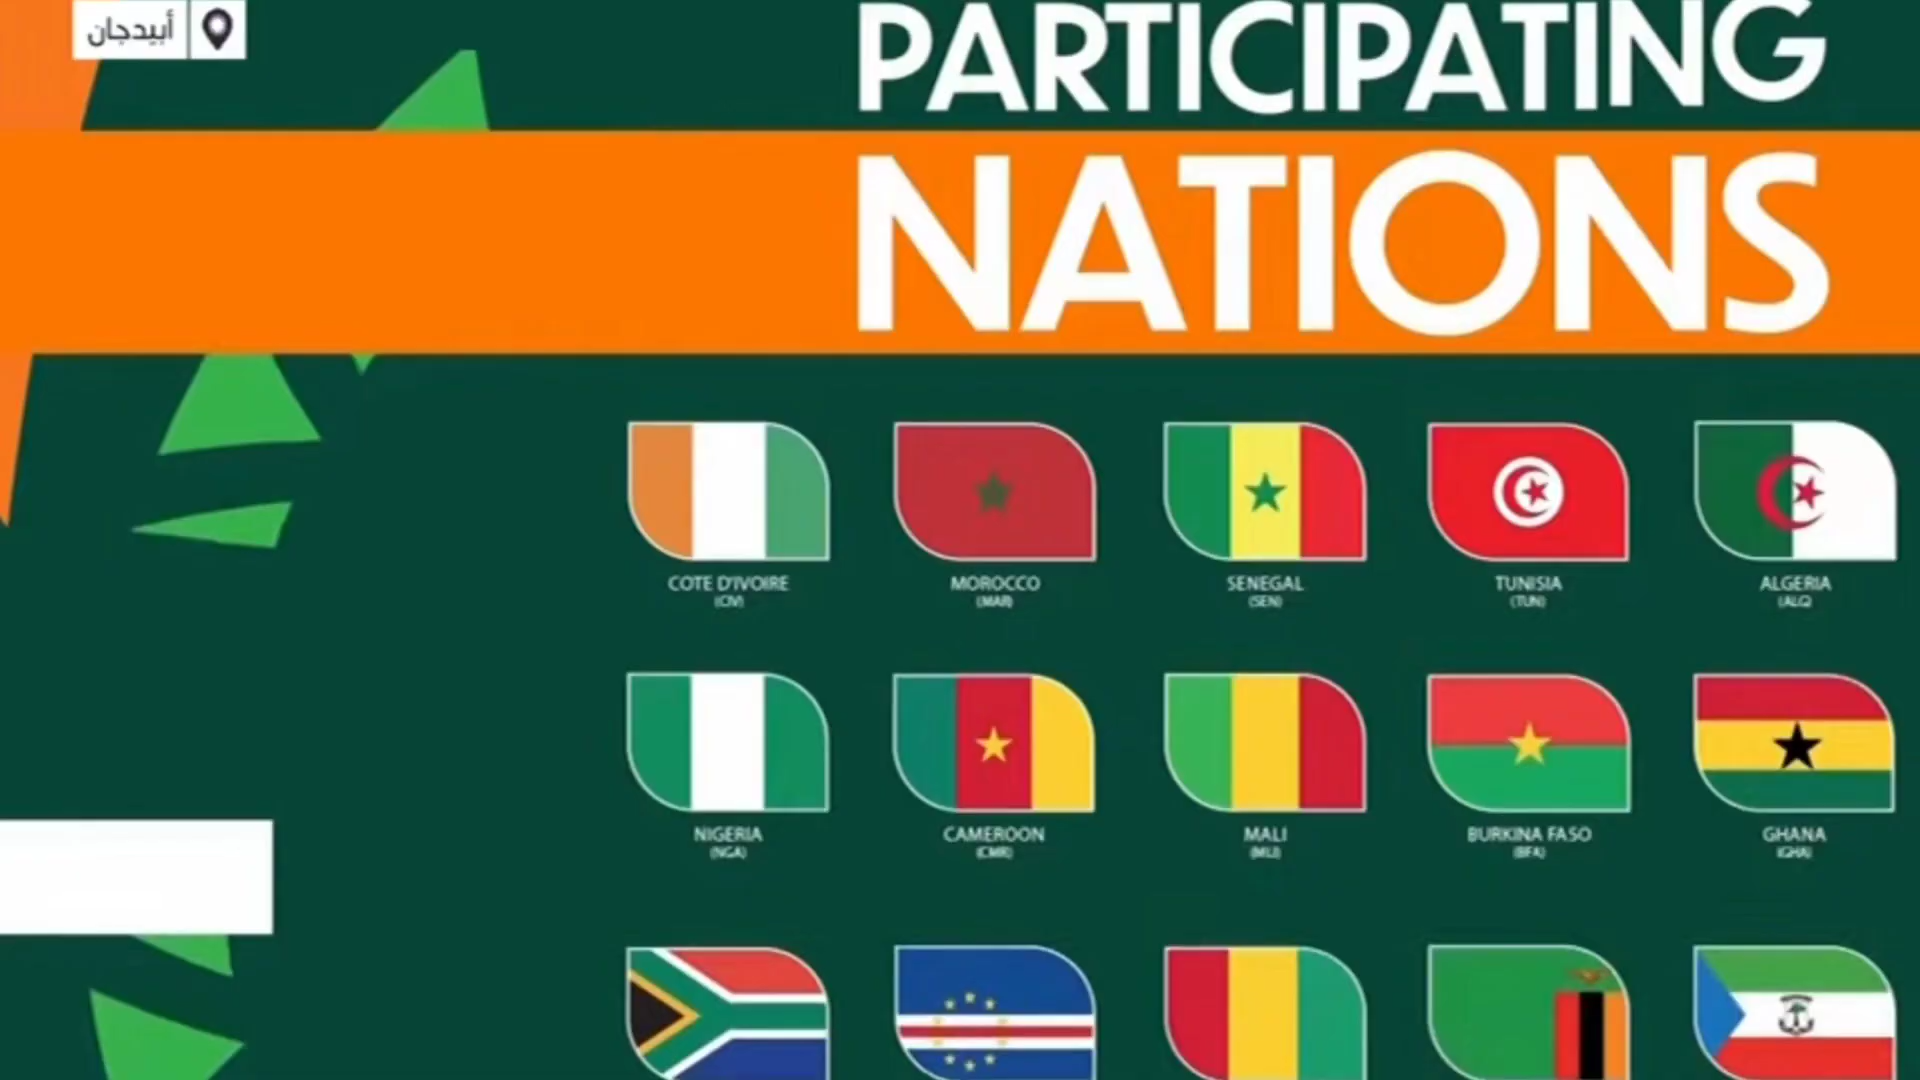 أبيدجان
PARTICIPATING
NATIONS
COTE D'IVOIRE
(CIV)
MOROCCO
(MAR)
SENEGAL
(SEN)
TUNISIA
(TUN)
ALGERIA
(ALG)
NIGERIA
(NGA)
CAMEROON
(CMR)
MALI
(MLI)
BURKINA FASO
(BFA)
GHANA
(GHA)